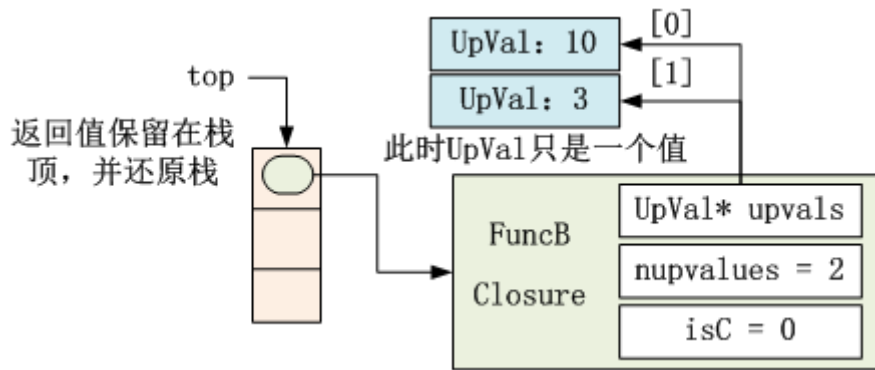 UpVal: 10
[0]
UpVal: 3
[1]
top
返回值保留在栈
顶，并还原栈
此时UpVal只是一个值
FuncB
Closure
UpVal* upvals
nupvalues = 2
isC = 0